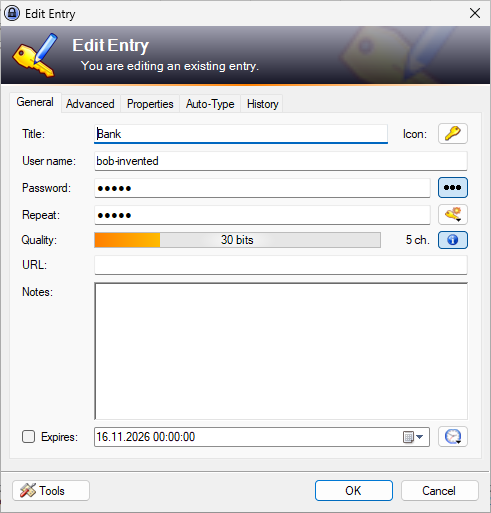 Edit Entry
Edit Entry
You are editing an existing entry.
General Advanced Properties Auto-Type History
Title: Bank Icon:
User name: bob-invented
Password: ●●●●●
Repeat: ●●●●●
Quality: 30 bits 5 ch.
URL:
Notes:
Expires: 16.11.2026 00:00:00
Tools OK Cancel